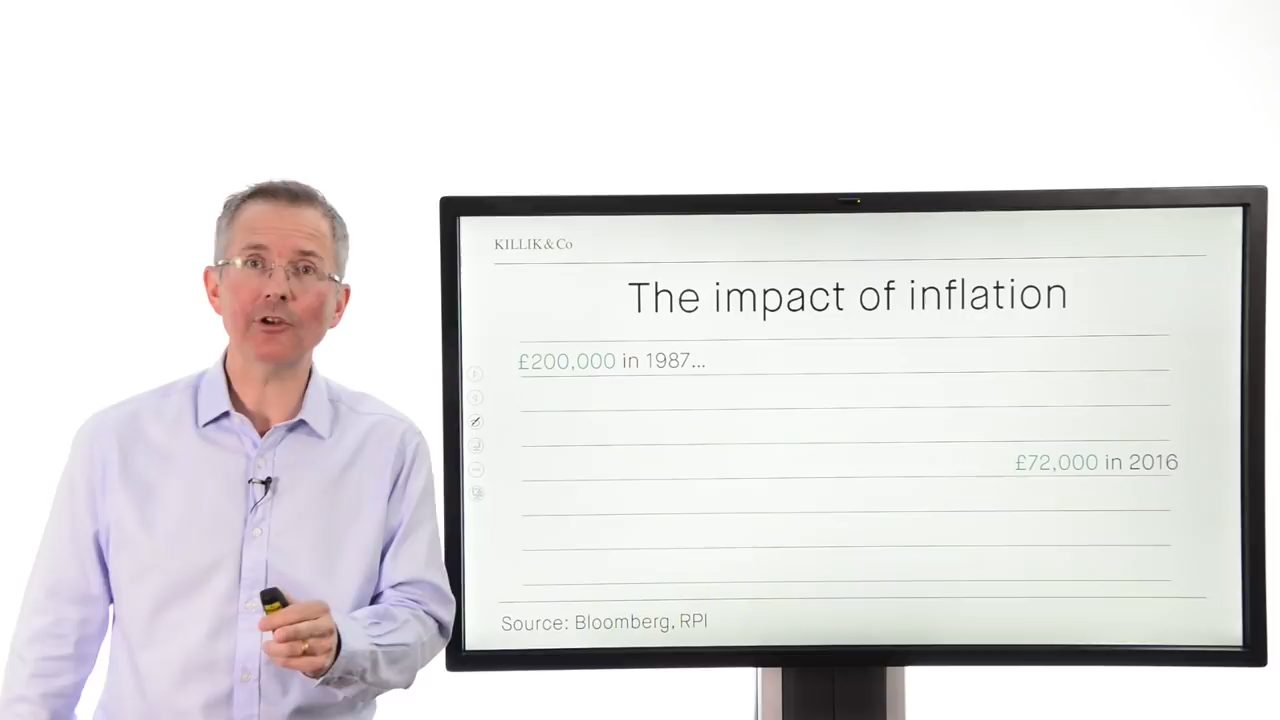 KILLIK&Co
The impact of inflation
£200,000 in 1987...
£72,000 in 2016
Source: Bloomberg, RPI